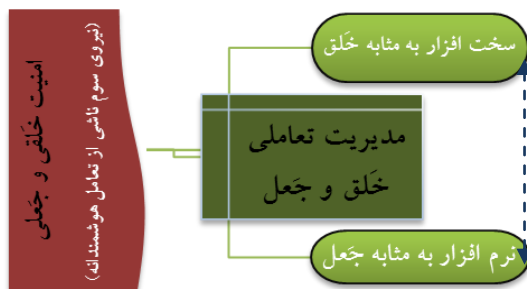 سخت افزار به مثابه خَلق
مدیریت تعاملی
خَلق و جَعل
نرم افزار به مثابه جَعل
امنیت خَلقی و جَعلی
(نیروی سوم ناشی از تعامل هوشمندانه)